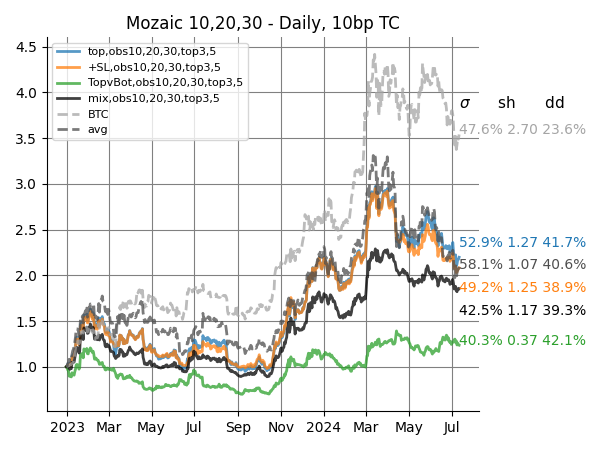 Mozaic 10,20,30 - Daily, 10bp TC
top,obs10,20,30,top3,5
+SL,obs10,20,30,top3,5
TopvBot,obs10,20,30,top3,5
mix,obs10,20,30,top3,5
BTC
avg
4.5
4.0
3.5
3.0
2.5
2.0
1.5
1.0
σ sh dd
47.6% 2.70 23.6%
52.9% 1.27 41.7%
58.1% 1.07 40.6%
49.2% 1.25 38.9%
42.5% 1.17 39.3%
40.3% 0.37 42.1%
2023 Mar May Jul Sep Nov 2024 Mar May Jul